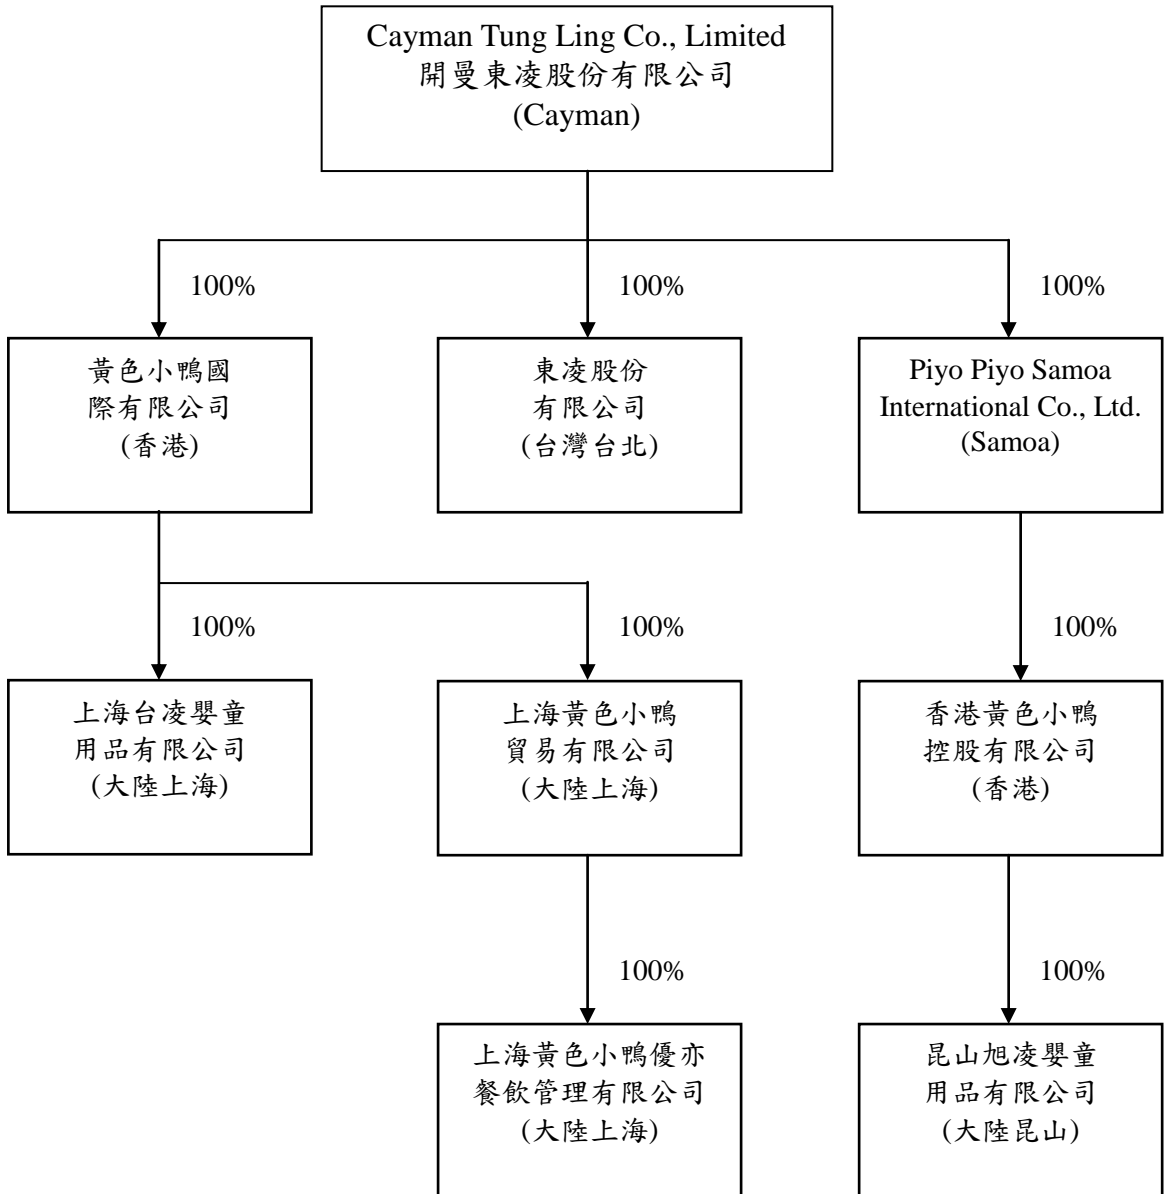 Cayman Tung Ling Co., Limited
開曼東凌股份有限公司
(Cayman)
100%
100%
100%
黃色小鴨國
際有限公司
(香港)
東凌股份
有限公司
(台灣台北)
Piyo Piyo Samoa
International Co., Ltd.
(Samoa)
100%
100%
100%
上海台凌嬰童
用品有限公司
(大陸上海)
上海黃色小鴨
貿易有限公司
(大陸上海)
香港黃色小鴨
控股有限公司
(香港)
100%
100%
上海黃色小鴨優亦
餐飲管理有限公司
(大陸上海)
昆山旭凌嬰童
用品有限公司
(大陸昆山)